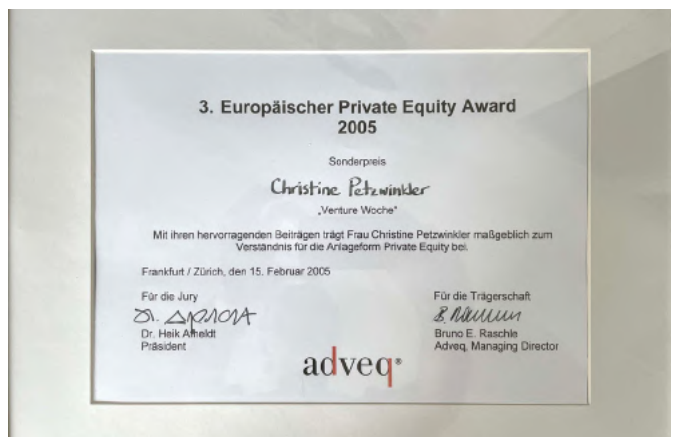 3. Europäischer Private Equity Award
2005
Sonderpreis
Christine Petzwinkler
„Venture Woche"
Mit ihren hervorragenden Beiträgen trägt Frau Christine Petzwinkler maßgeblich zum
Verständnis für die Anlageform Private Equity bei.
Frankfurt / Zürich, den 15. Februar 2005
Für die Jury
Für die Trägerschaft
Dr. Heik Afheldt
Bruno E. Raschle
Präsident
Adveq, Managing Director
adveq®